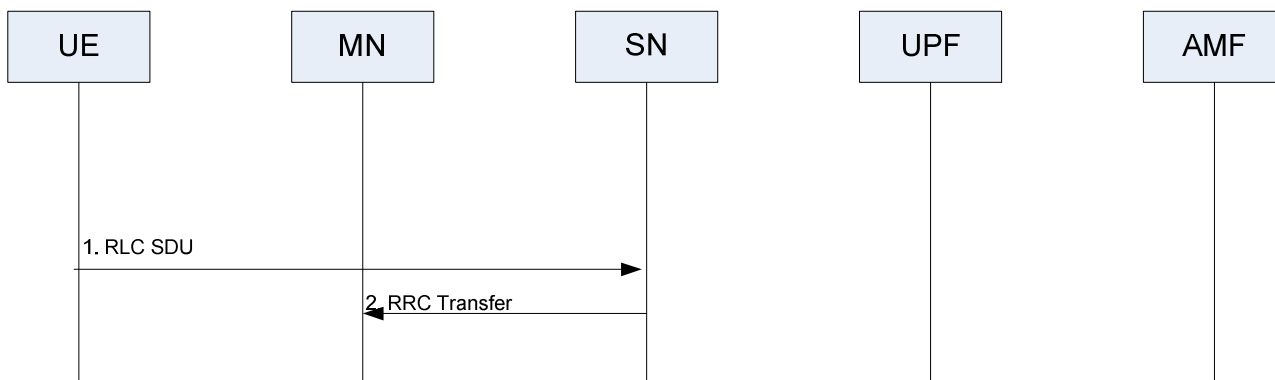 UE
MN
SN
UPF
AMF
1. RLC SDU
2. RRC Transfer